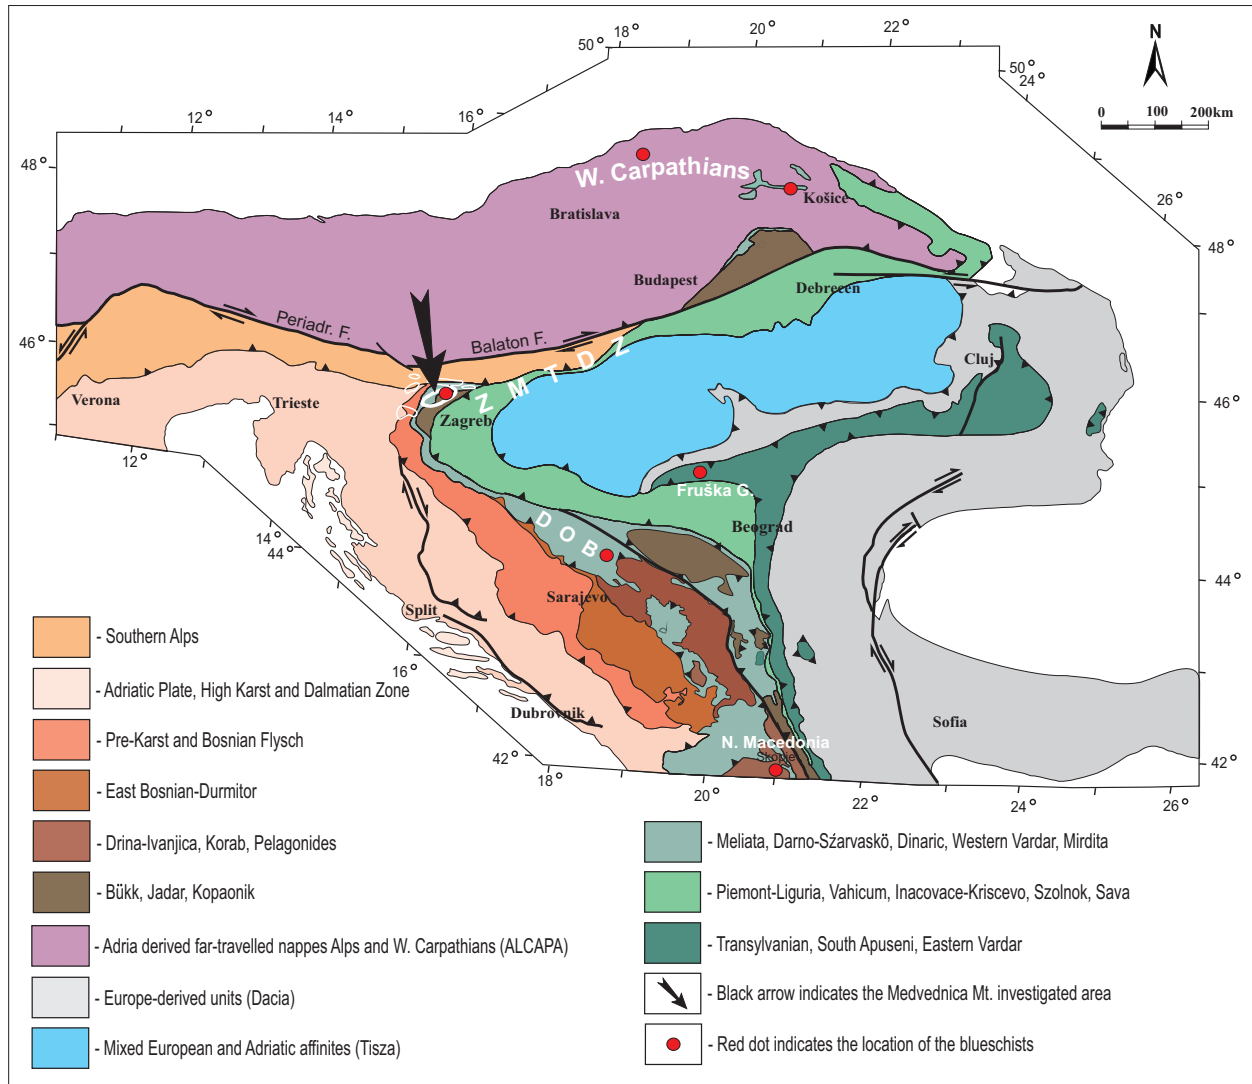 18°
20°
22°
50°
50°
24°
N
0 100 200km
12°
14°
16°
48°
W. Carpathians
Košice
Bratislava
26°
48°
Budapest
Debrecen
46°
Periadr. F.
Balaton F.
Z M T D Z
Cluj
Verona
Trieste
Zagreb
46°
12°
Fruška G.
Beograd
D O B
14°
44°
44°
Sarajevo
Split
16°
Dubrovnik
Sofia
N. Macedonia
Skopje
42°
42°
18°
20°
22°
24°
26°
- Southern Alps
- Adriatic Plate, High Karst and Dalmatian Zone
- Pre-Karst and Bosnian Flysch
- East Bosnian-Durmitor
- Drina-Ivanjica, Korab, Pelagonides
- Bükk, Jadar, Kopaonik
- Adria derived far-travelled nappes Alps and W. Carpathians (ALCAPA)
- Europe-derived units (Dacia)
- Mixed European and Adriatic affinites (Tisza)
- Meliata, Darno-Sźarvaskö, Dinaric, Western Vardar, Mirdita
- Piemont-Liguria, Vahicum, Inacovace-Kriscevo, Szolnok, Sava
- Transylvanian, South Apuseni, Eastern Vardar
- Black arrow indicates the Medvednica Mt. investigated area
- Red dot indicates the location of the blueschists